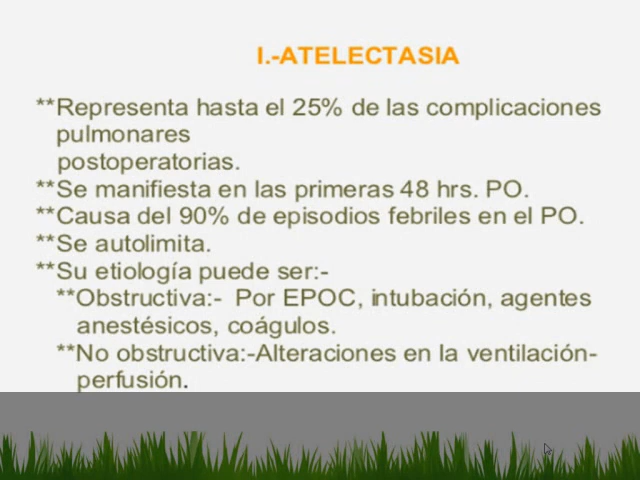 I.-ATELECTASIA
**Representa hasta el 25% de las complicaciones
pulmonares
postoperatorias.
**Se manifiesta en las primeras 48 hrs. PO.
**Causa del 90% de episodios febriles en el PO.
**Se autolimita.
**Su etiología puede ser:-
**Obstructiva:- Por EPOC, intubación, agentes
anestésicos, coágulos.
**No obstructiva:-Alteraciones en la ventilación-
perfusión.